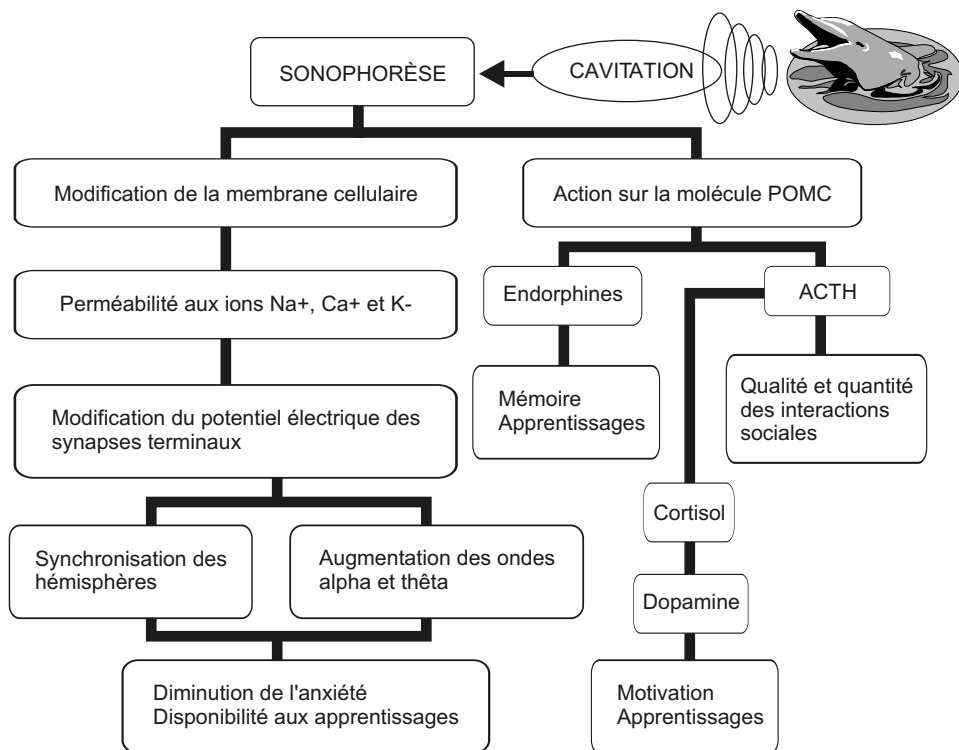 SONOPHORÈSE
CAVITATION
Modification de la membrane cellulaire
Action sur la molécule POMC
Perméabilité aux ions Na+, Ca+ et K-
Endorphines
ACTH
Modification du potentiel électrique des
synapses terminaux
Mémoire
Apprentissages
Qualité et quantité
des interactions
sociales
Synchronisation des
hémisphères
Augmentation des ondes
alpha et thêta
Cortisol
Dopamine
Diminution de l'anxiété
Disponibilité aux apprentissages
Motivation
Apprentissages